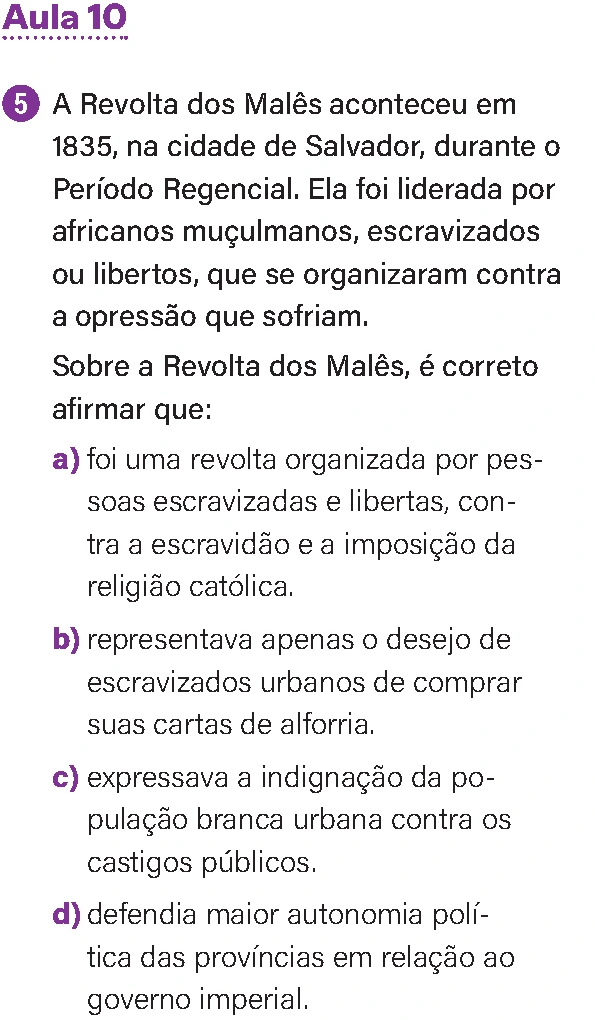 Aula 10
5 A Revolta dos Malês aconteceu em
1835, na cidade de Salvador, durante o
Período Regencial. Ela foi liderada por
africanos muçulmanos, escravizados
ou libertos, que se organizaram contra
a opressão que sofriam.
Sobre a Revolta dos Malês, é correto
afirmar que:
a) foi uma revolta organizada por pes-
soas escravizadas e libertas, con-
tra a escravidão e a imposição da
religião católica.
b) representava apenas o desejo de
escravizados urbanos de comprar
suas cartas de alforria.
c) expressava a indignação da po-
pulação branca urbana contra os
castigos públicos.
d) defendia maior autonomia polí-
tica das províncias em relação ao
governo imperial.